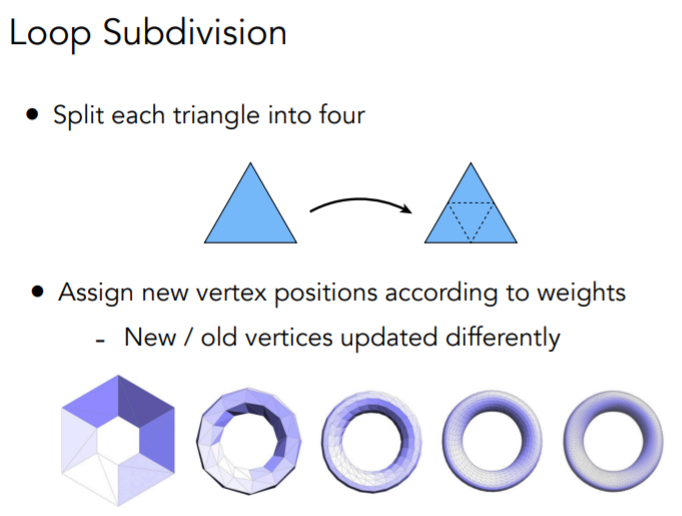 Loop Subdivision
• Split each triangle into four
• Assign new vertex positions according to weights
- New / old vertices updated differently